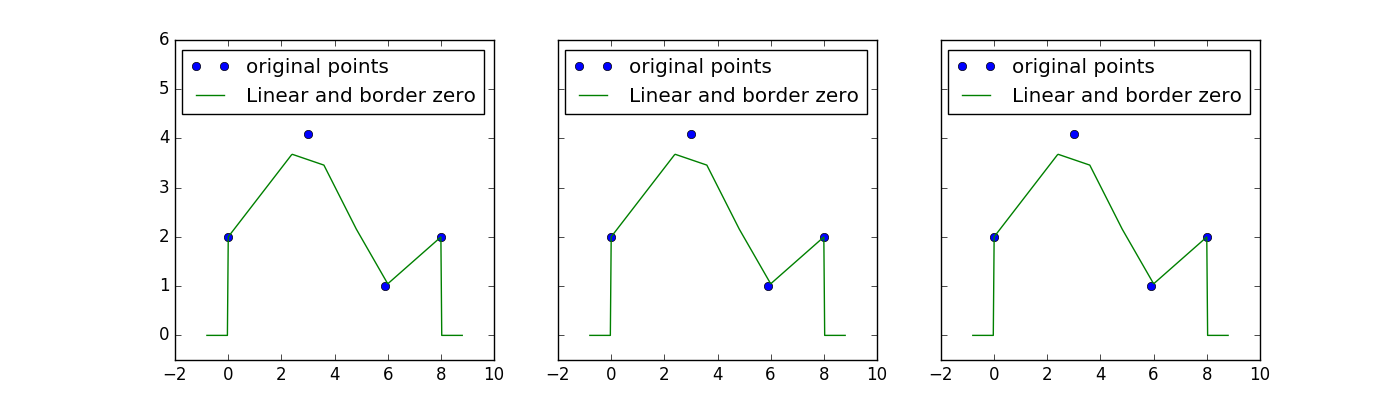 6
5
4
3
2
1
0
original points
Linear and border zero
−2 0 2 4 6 8 10
original points
Linear and border zero
−2 0 2 4 6 8 10
original points
Linear and border zero
−2 0 2 4 6 8 10